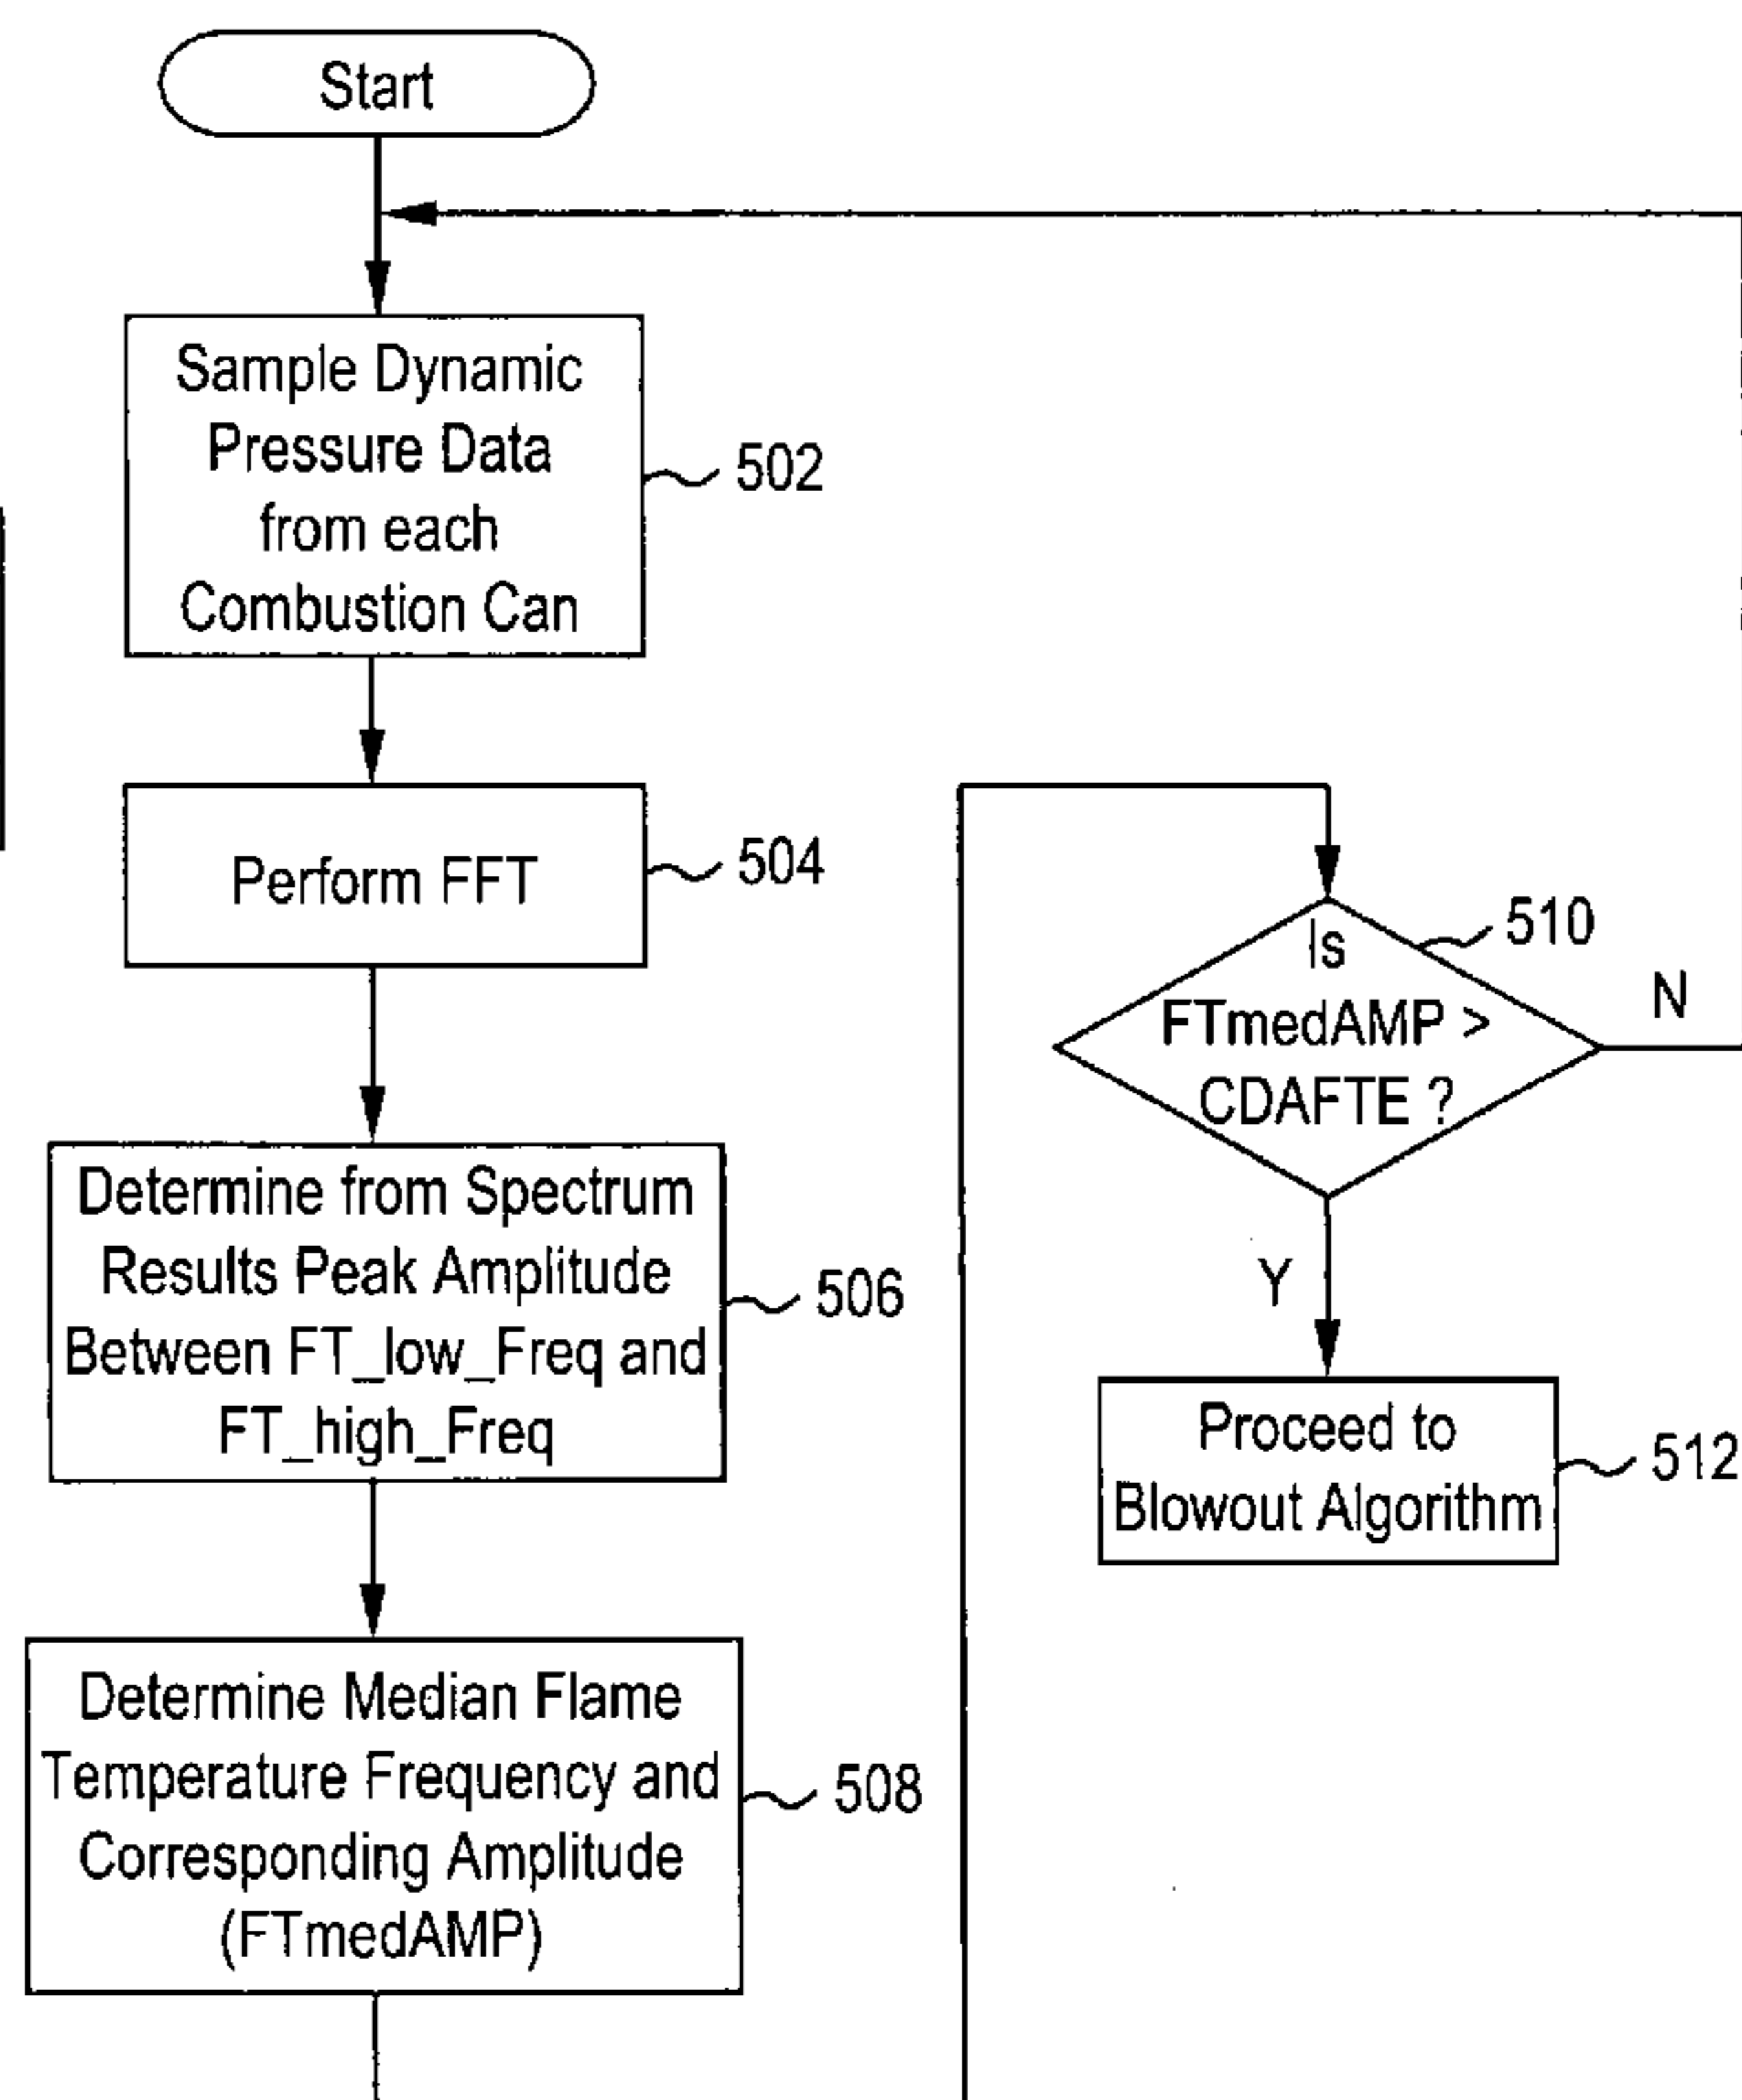 Start
Sample Dynamic
Pressure Data
from each
Combustion Can
502
Perform FFT
504
Determine from Spectrum
Results Peak Amplitude
Between FT_low_Freq and
FT_high_Freq
506
Determine Median Flame
Temperature Frequency and
Corresponding Amplitude
(FTmedAMP)
508
Is
FTmedAMP >
CDAFTE ?
510
N
Y
Proceed to
Blowout Algorithm
512